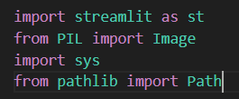 import streamlit as st
from PIL import Image
import sys
from pathlib import Path